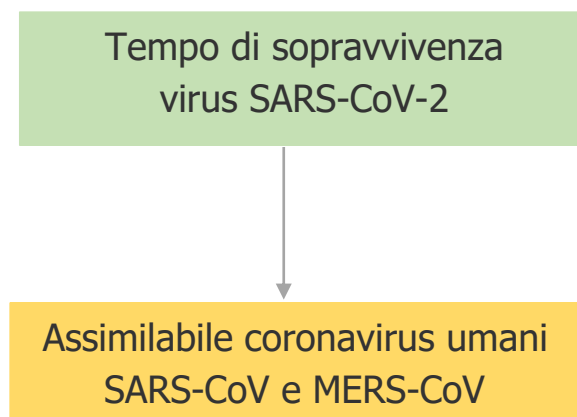 Tempo di sopravvivenza
virus SARS-CoV-2
Assimilabile coronavirus umani
SARS-CoV e MERS-CoV